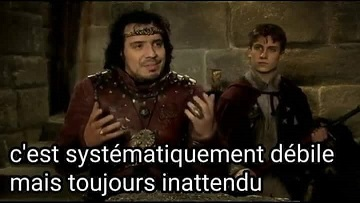 c'est systématiquement débile
mais toujours inattendu